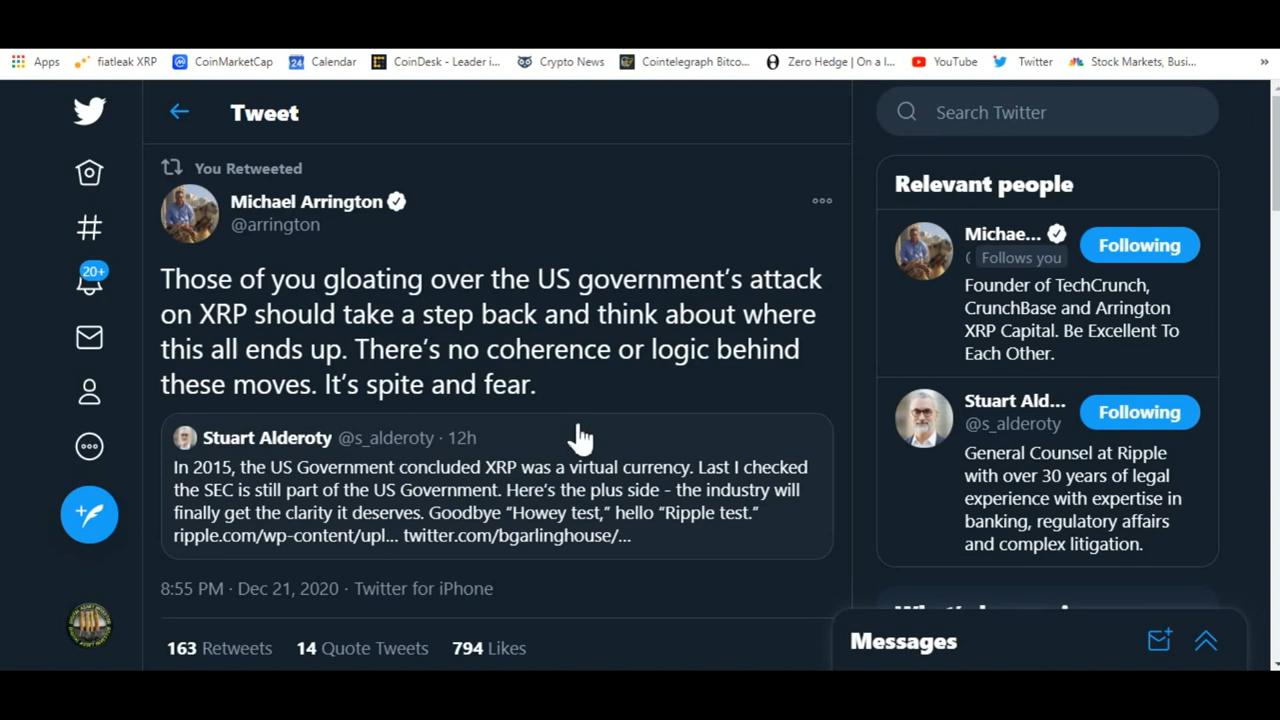 Apps fiatleak XRP CoinMarketCap 24 Calendar CoinDesk - Leader i... Crypto News Cointelegraph Bitco... Zero Hedge | On a l... YouTube Twitter Stock Markets, Busi... »
Tweet
Search Twitter
You Retweeted
Michael Arrington
@arrington
Those of you gloating over the US government’s attack
on XRP should take a step back and think about where
this all ends up. There’s no coherence or logic behind
these moves. It’s spite and fear.
Stuart Alderoty @s_alderoty · 12h
In 2015, the US Government concluded XRP was a virtual currency. Last I checked
the SEC is still part of the US Government. Here’s the plus side - the industry will
finally get the clarity it deserves. Goodbye “Howey test,” hello “Ripple test.”
ripple.com/wp-content/upl... twitter.com/bgarlinghouse/...
8:55 PM · Dec 21, 2020 · Twitter for iPhone
163 Retweets 14 Quote Tweets 794 Likes
20+
Relevant people
Michae...
Following
( Follows you
Founder of TechCrunch,
CrunchBase and Arrington
XRP Capital. Be Excellent To
Each Other.
Stuart Ald...
Following
@s_alderoty
General Counsel at Ripple
with over 30 years of legal
experience with expertise in
banking, regulatory affairs
and complex litigation.
Messages